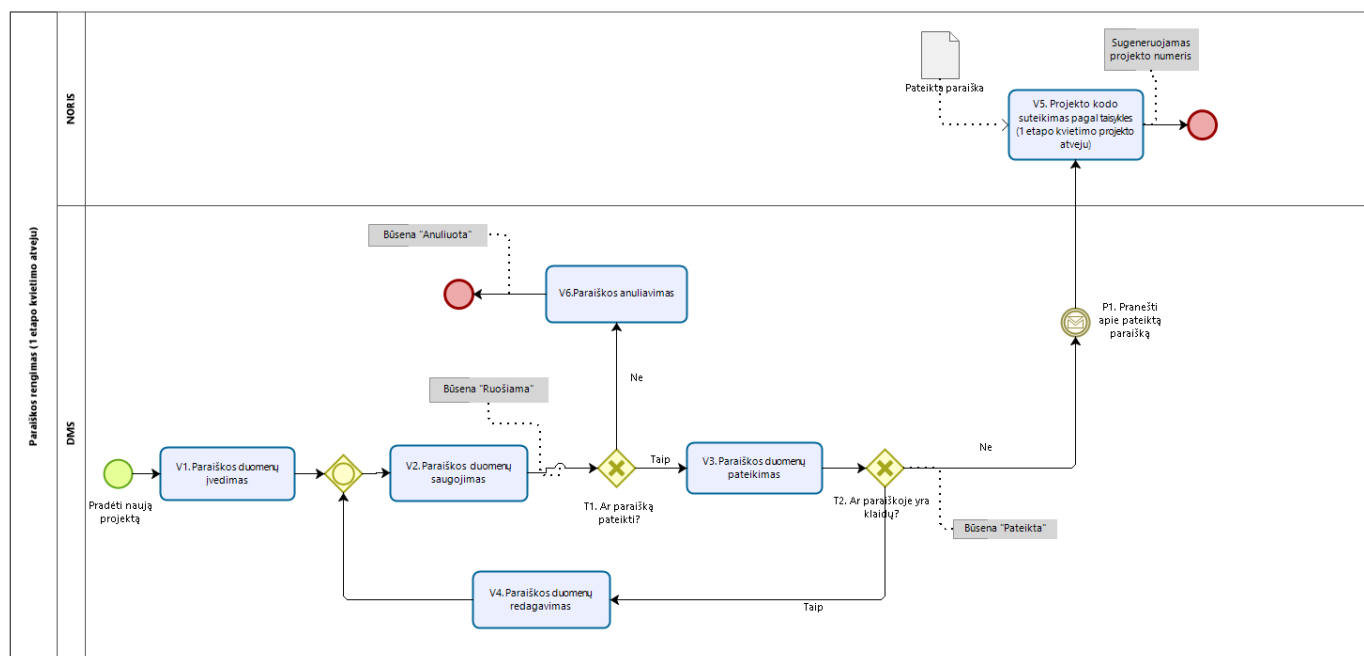 Paraiškos rengimas (1 etapo kvietimo atveju)
NORIS
Pateikta paraiška
Sugeneruojamas
projekto numeris
V5. Projekto kodo
suteikimas pagal taisykles
(1 etapo kvietimo projekto
atveju)
DMS
Būsena "Anuliuota"
V6.Paraiškos anuliavimas
P1. Pranešti
apie pateiktą
paraišką
Ne
Būsena "Ruošiama"
Pradėti naują
projektą
V1. Paraiškos duomenų
įvedimas
V2. Paraiškos duomenų
saugojimas
T1. Ar paraišką
pateikti?
Taip
V3. Paraiškos duomenų
pateikimas
T2. Ar paraiškoje yra
klaidų?
Ne
Būsena "Pateikta"
V4. Paraiškos duomenų
redagavimas
Taip